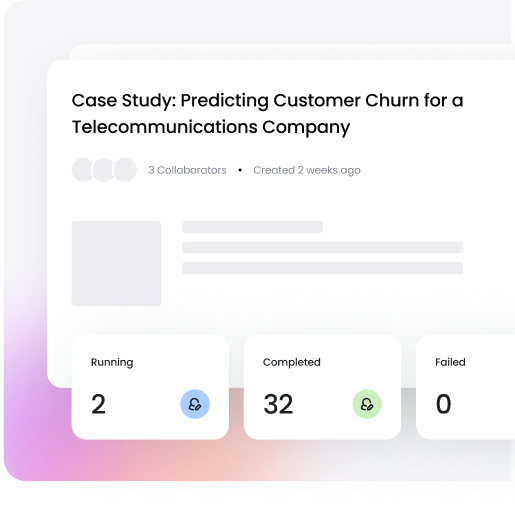 Case Study: Predicting Customer Churn for a
Telecommunications Company
3 Collaborators • Created 2 weeks ago
Running
2
Completed
32
Failed
0